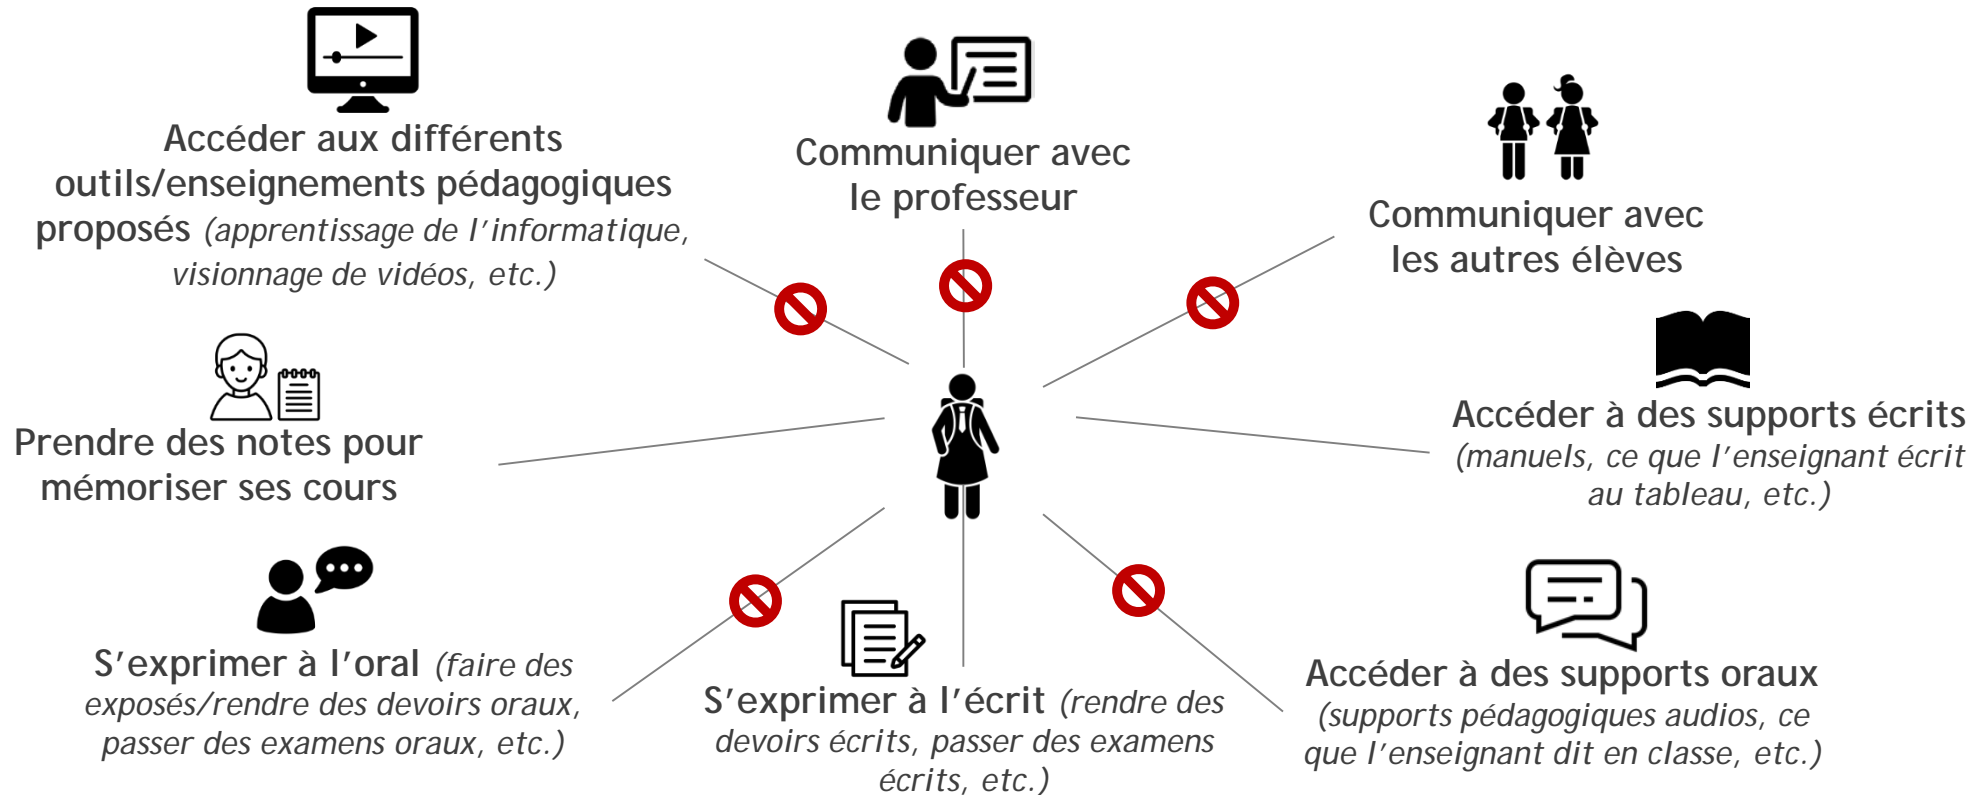 Accéder aux différents
outils/enseignements pédagogiques
proposés (apprentissage de l'informatique,
visionnage de vidéos, etc.)
Communiquer avec
le professeur
Communiquer avec
les autres élèves
Prendre des notes pour
mémoriser ses cours
Accéder à des supports écrits
(manuels, ce que l'enseignant écrit
au tableau, etc.)
S'exprimer à l'oral (faire des
exposés/rendre des devoirs oraux,
passer des examens oraux, etc.)
S'exprimer à l'écrit (rendre des
devoirs écrits, passer des examens
écrits, etc.)
Accéder à des supports oraux
(supports pédagogiques audios, ce
que l'enseignant dit en classe, etc.)